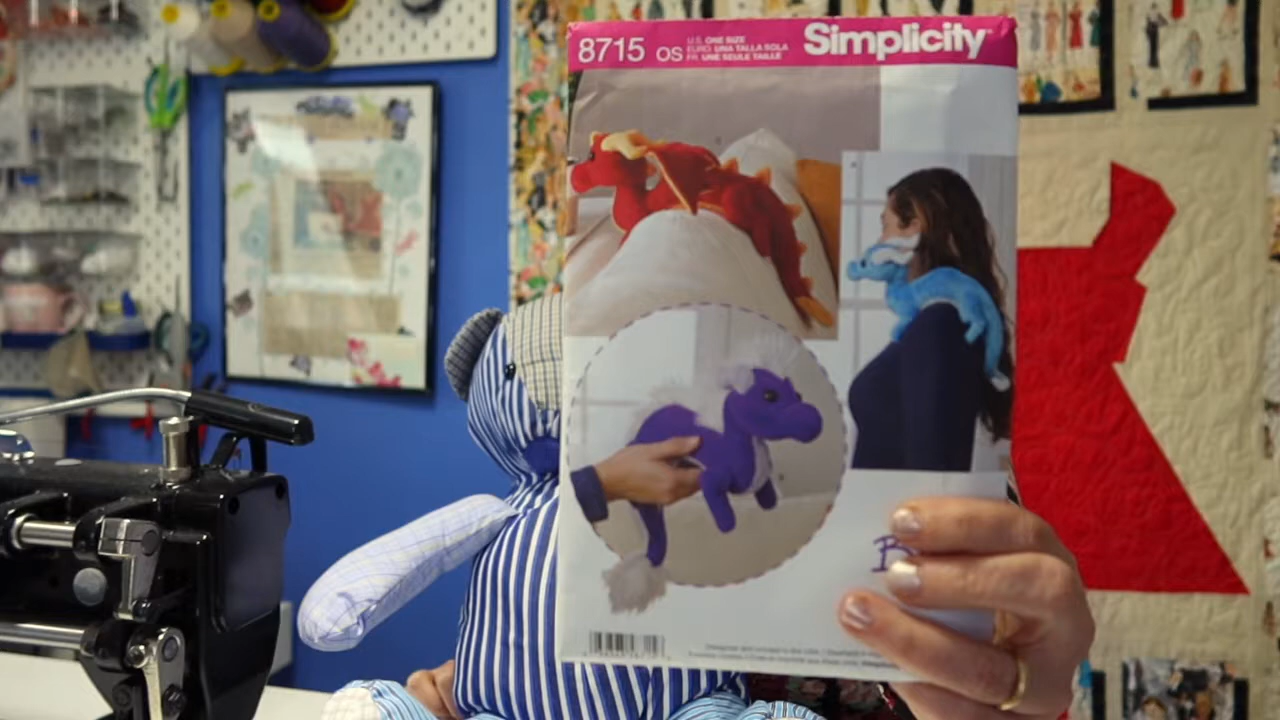 8715 OS
U.S. ONE SIZE
EURO: UNA TALLA SOLA
FR: UNE SEULE TAILLE
Simplicity